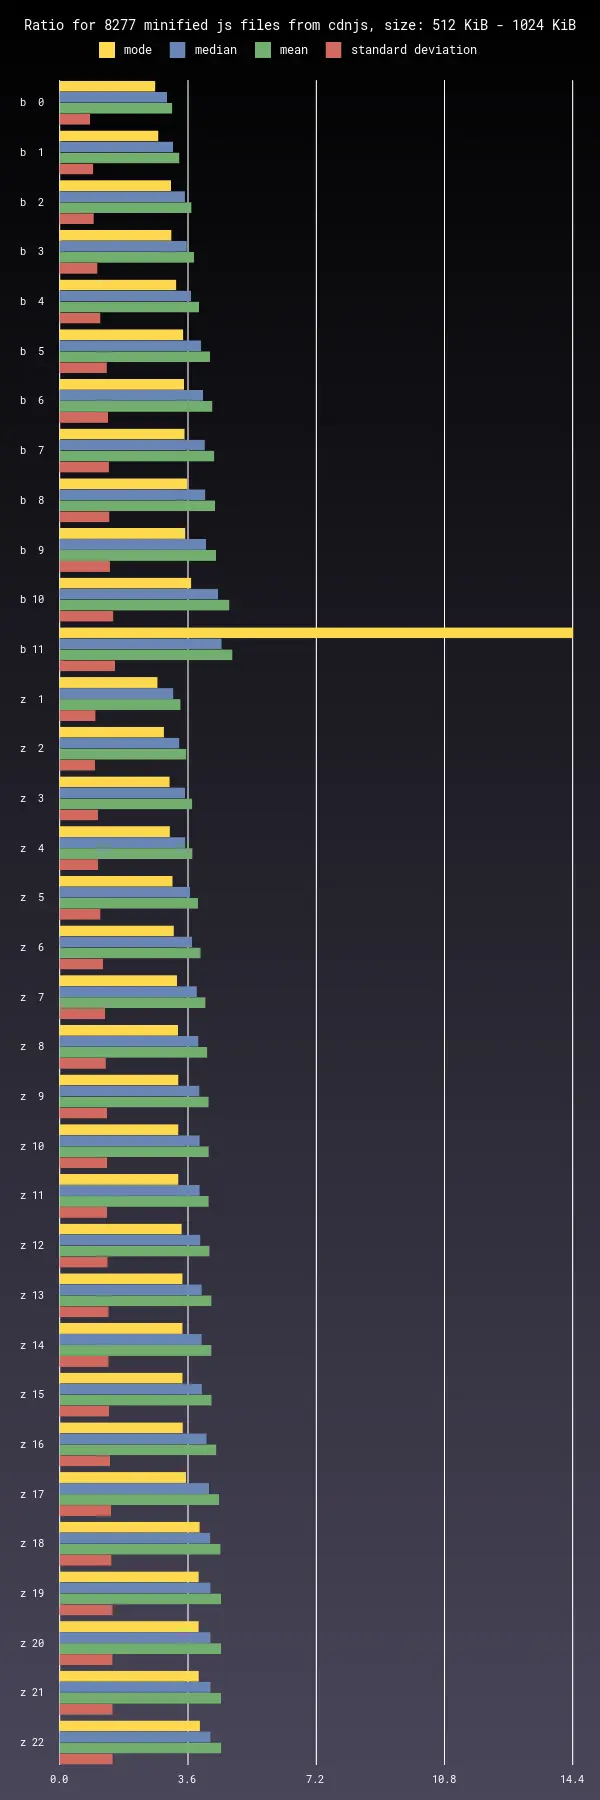 Ratio for 8277 minified js files from cdnjs, size: 512 KiB - 1024 KiB
mode median mean standard deviation
b 0
b 1
b 2
b 3
b 4
b 5
b 6
b 7
b 8
b 9
b 10
b 11
z 1
z 2
z 3
z 4
z 5
z 6
z 7
z 8
z 9
z 10
z 11
z 12
z 13
z 14
z 15
z 16
z 17
z 18
z 19
z 20
z 21
z 22
0.0 3.6 7.2 10.8 14.4